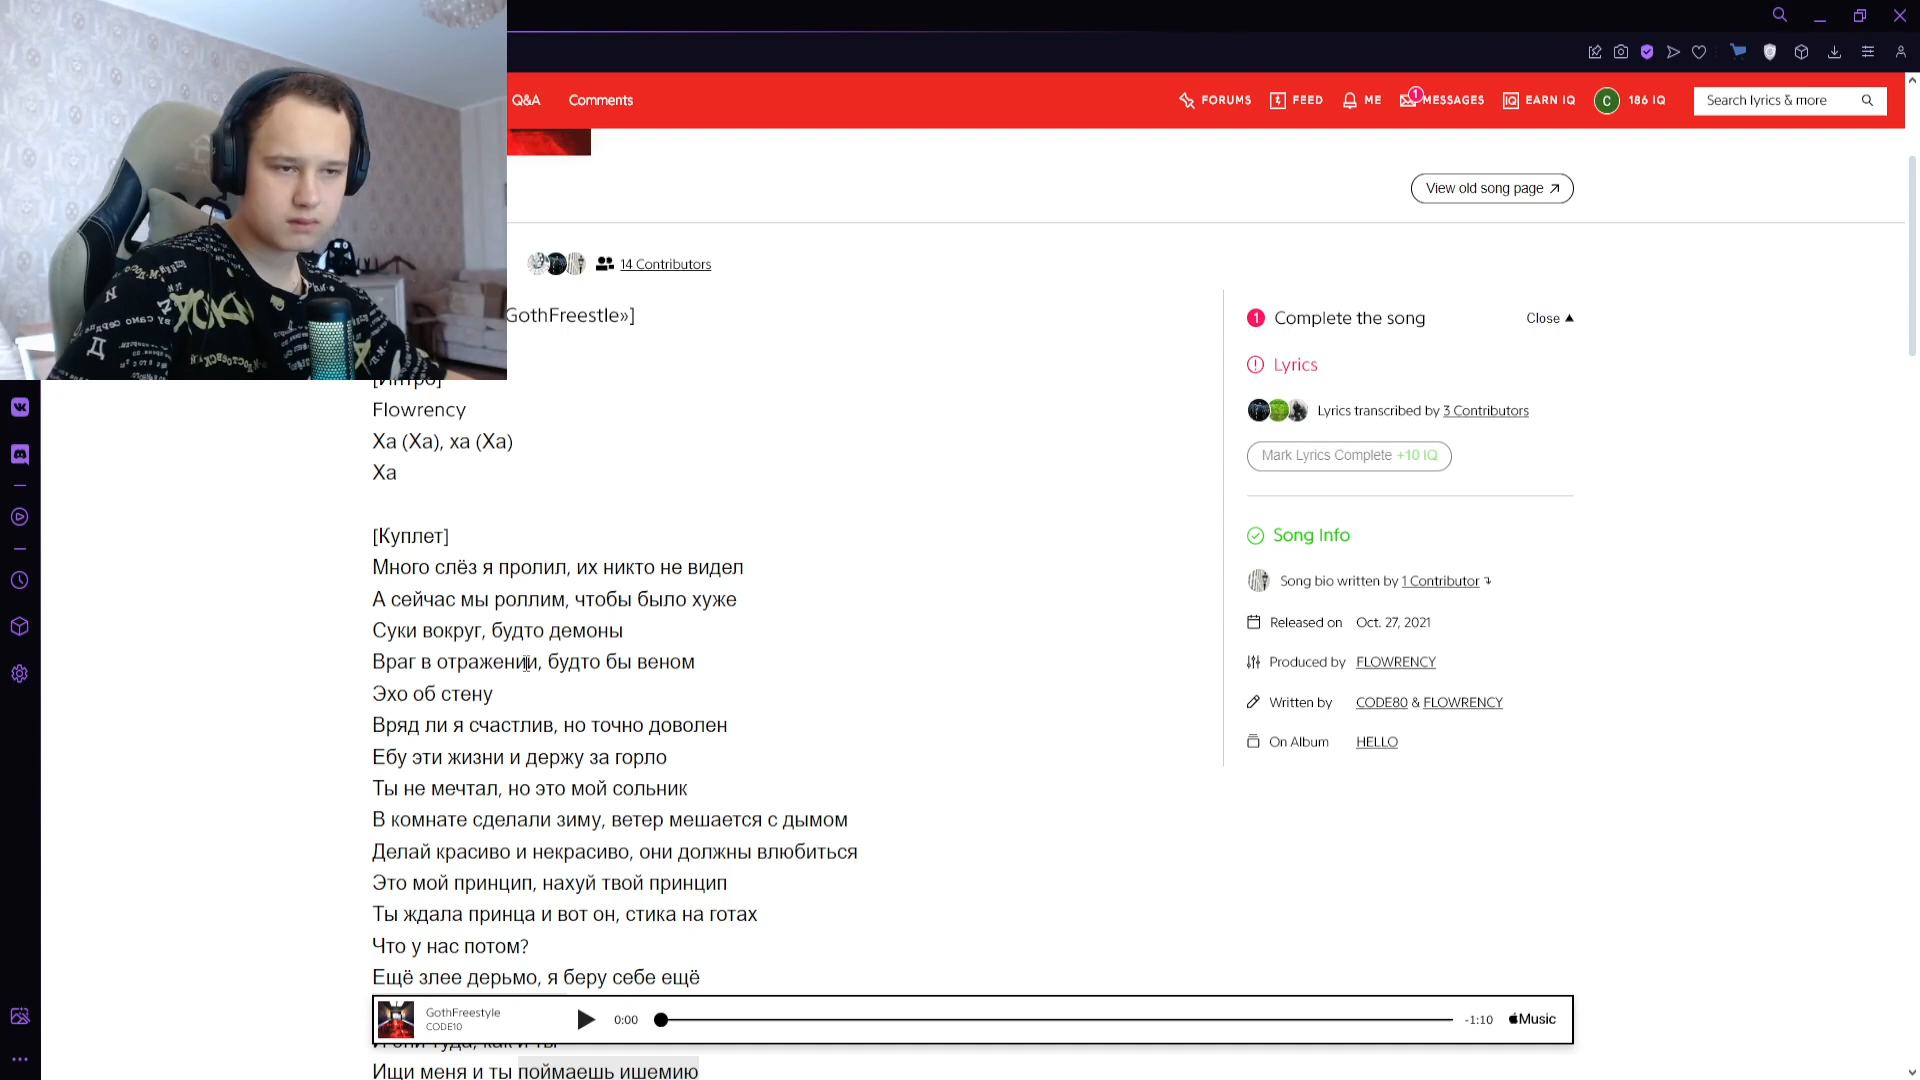 Q&A
Comments
FORUMS
FEED
ME
1
MESSAGES
IQ
EARN IQ
C
186 IQ
Search lyrics & more
View old song page
14 Contributors
GothFreestle»]
[Интро]
Flowrency
Ха (Ха), ха (Ха)
Ха
[Куплет]
Много слёз я пролил, их никто не видел
А сейчас мы роллим, чтобы было хуже
Суки вокруг, будто демоны
Враг в отражении, будто бы веном
Эхо об стену
Вряд ли я счастлив, но точно доволен
Ебу эти жизни и держу за горло
Ты не мечтал, но это мой сольник
В комнате сделали зиму, ветер мешается с дымом
Делай красиво и некрасиво, они должны влюбиться
Это мой принцип, нахуй твой принцип
Ты ждала принца и вот он, стика на готах
Что у нас потом?
Ещё злее дерьмо, я беру себе ещё
И они туда, как и ты
Ищи меня и ты поймаешь ишемию
1 Complete the song
Close
Lyrics
Lyrics transcribed by 3 Contributors
Mark Lyrics Complete +10 IQ
Song Info
Song bio written by 1 Contributor
Released on Oct. 27, 2021
Produced by FLOWRENCY
Written by CODE80 & FLOWRENCY
On Album HELLO
GothFreestyle
CODE10
0:00
-1:10
Music